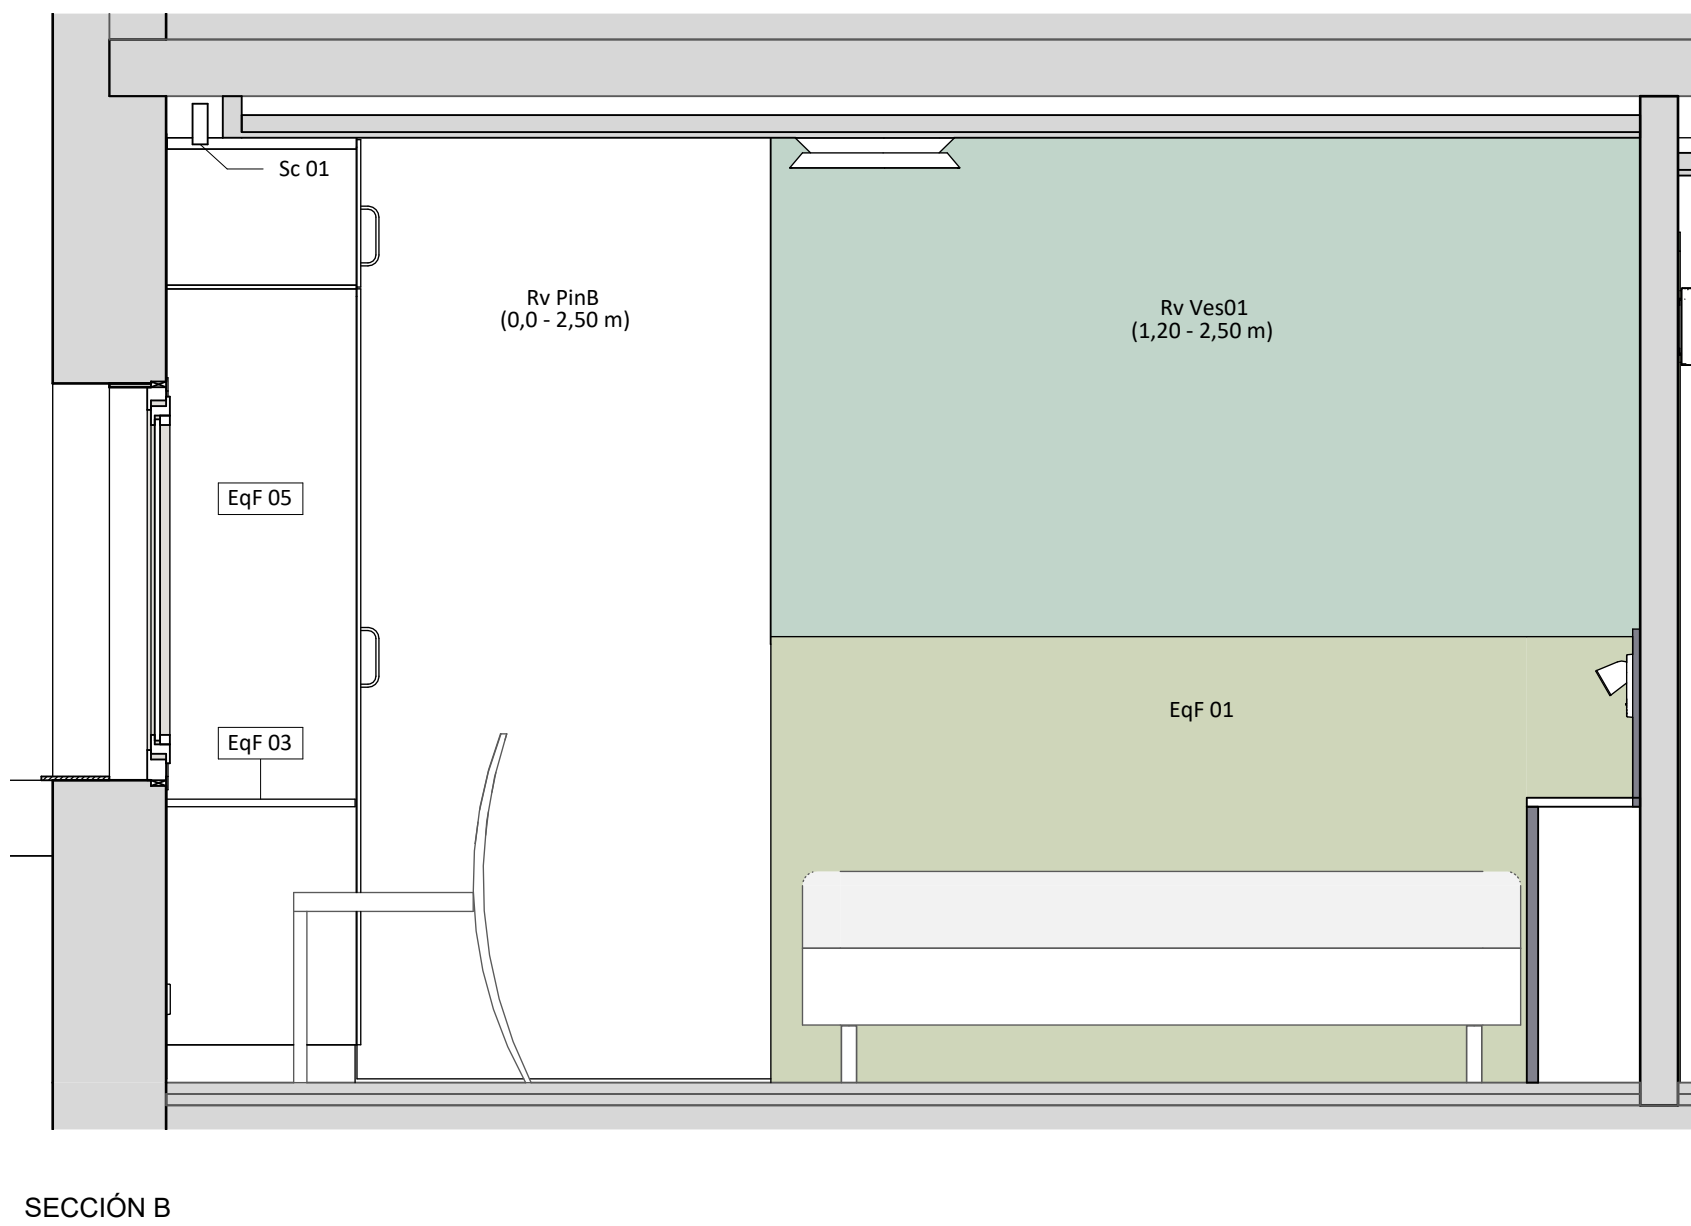 Sc 01
Rv PinB
(0,0 - 2,50 m)
Rv Ves01
(1,20 - 2,50 m)
EqF 05
EqF 03
EqF 01
SECCIÓN B